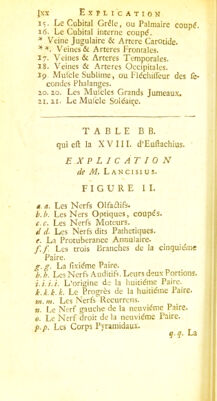 lxx EXPLICATION
15. Le Cubital Grêle, ou Palmaire coupé.
16. Le Cubital interne coupé.
* Veine Jugulaire & Artere Carotide.
**. Veines & Arteres Frontales.
17. Veines & Arteres Temporales.
18. Veines & Arteres Occipitales.
19 Muscle Sublime, ou Fléchisseur des se-
condes Phalanges.
20. 20. Les Muscles Grands Jumeaux.
21. 21. Le Muscle Soléaire.
TABLE BB.
qui est la XVIII. d'Eustachius.
EXPLICATION
de M. LANCISIUS.
FIGURE II.
a. a. Les Nerfs Olfactifs.
b. b. Les Ners Optiques, coupés.
c. c. Les Nerfs Moteurs.
d d. Les Nerfs dits Pathetiques.
e. La Protuberance Annulaire.
f. f. Les trois Branches de la cinquiéme
Paire.
g. g. La sixiéme Paire.
h. h. Les Nerfs Auditifs. Leurs deux Portions.
i. i. i. i. L'origine de la huitiéme Paire.
k. k. k. k. Le Progrès de la huitiéme Paire.
m. m. Les Nerfs Recurrens.
n. Le Nerf gauche de la neuviéme Paire.
o. Le Nerf droit de la neuviéme Paire.
p. p. Les Corps Pyramidaux.
q. q. La